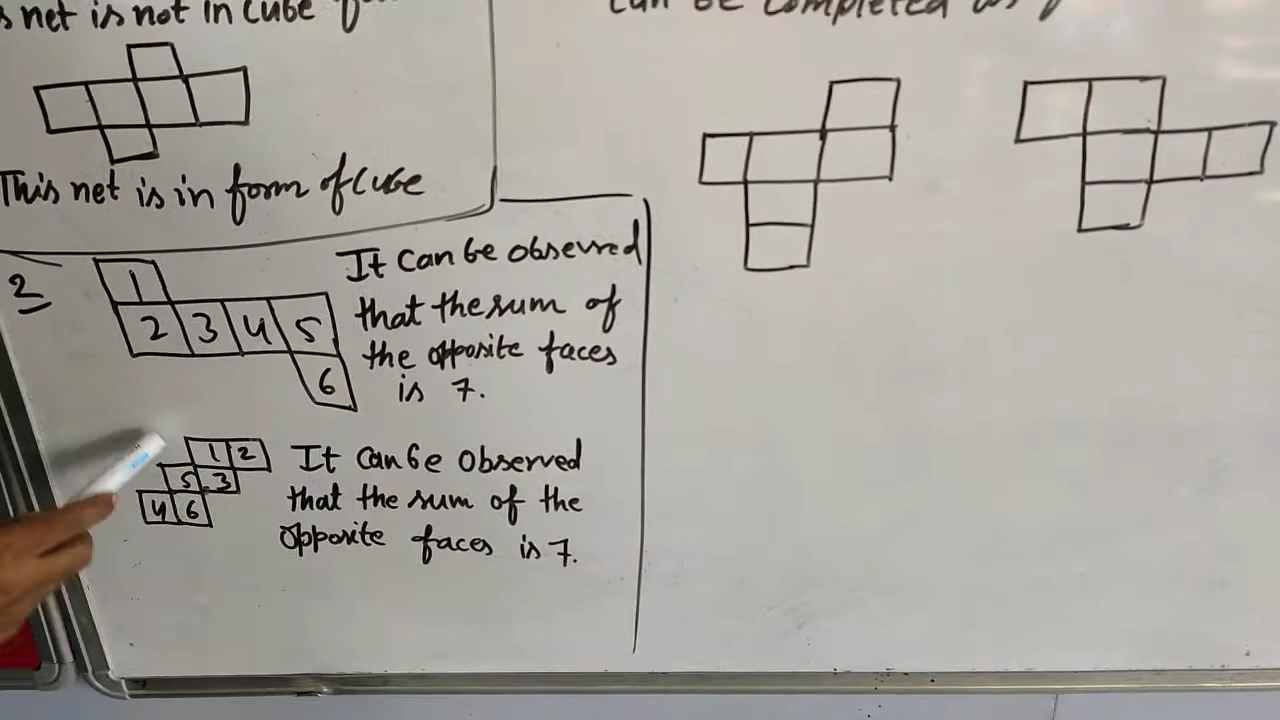 s net is not in cube
This net is in form of Cube
2
1
2 3 4 5
6
It can be obseured
that the sum of
the opposite faces
is 7.
1 2
5 3
4 6
It can be Observed
that the sum of the
Opposite faces is 7.
can be completed as